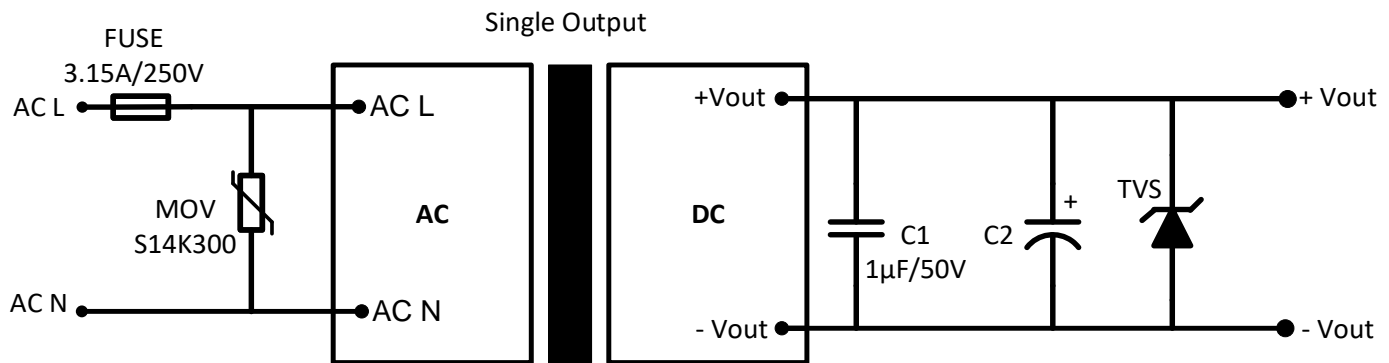 Single Output
FUSE
3.15A/250V
AC L
AC L
+Vout
+ Vout
MOV
S14K300
AC
DC
C1
1µF/50V
C2
+
TVS
AC N
AC N
- Vout
- Vout